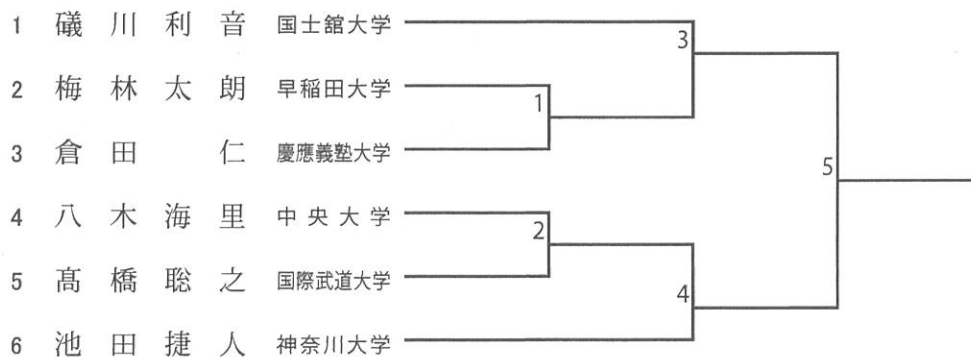 1 礒川利音 国士舘大学
3
2 梅林太朗 早稲田大学
1
3 倉田 仁 慶應義塾大学
5
4 八木海里 中央大学
2
5 髙橋聡之 国際武道大学
4
6 池田捷人 神奈川大学